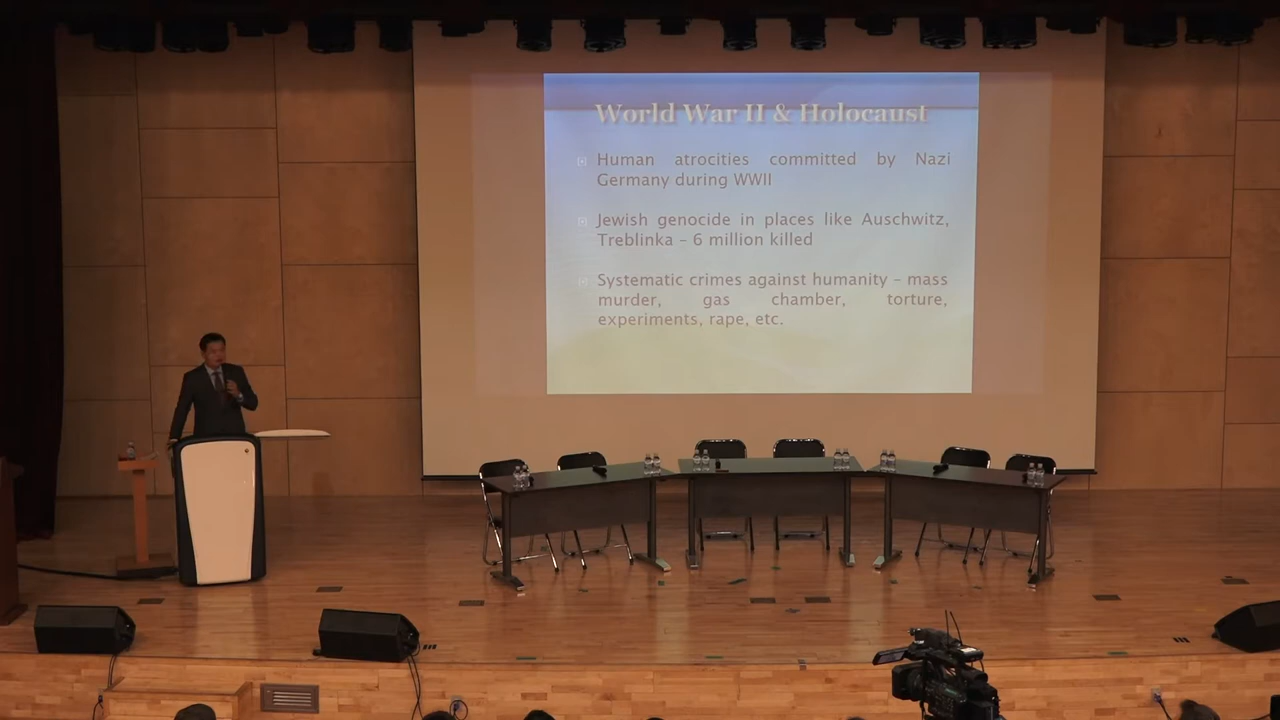 World War II & Holocaust
Human atrocities committed by Nazi
Germany during WWII
Jewish genocide in places like Auschwitz,
Treblinka – 6 million killed
Systematic crimes against humanity – mass
murder, gas chamber, torture,
experiments, rape, etc.